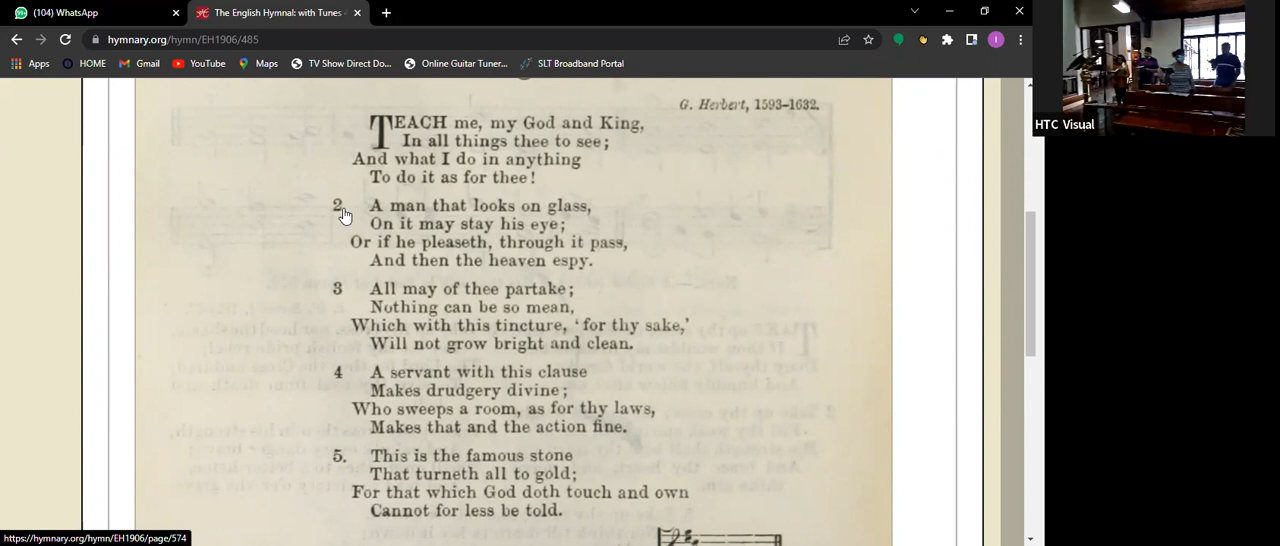 (104) WhatsApp
The English Hymnal: with Tunes
hymnary.org/hymn/EH1906/485
Apps
HOME
Gmail
YouTube
Maps
TV Show Direct Do...
Online Guitar Tuner...
SLT Broadband Portal
HTC Visual
G. Herbert, 1593-1632.
TEACH me, my God and King,
In all things thee to see;
And what I do in anything
To do it as for thee!
2 A man that looks on glass,
On it may stay his eye;
Or if he pleaseth, through it pass,
And then the heaven espy.
3 All may of thee partake;
Nothing can be so mean,
Which with this tincture, ‘for thy sake,’
Will not grow bright and clean.
4 A servant with this clause
Makes drudgery divine;
Who sweeps a room, as for thy laws,
Makes that and the action fine.
5. This is the famous stone
That turneth all to gold;
For that which God doth touch and own
Cannot for less be told.
https://hymnary.org/hymn/EH1906/page/574